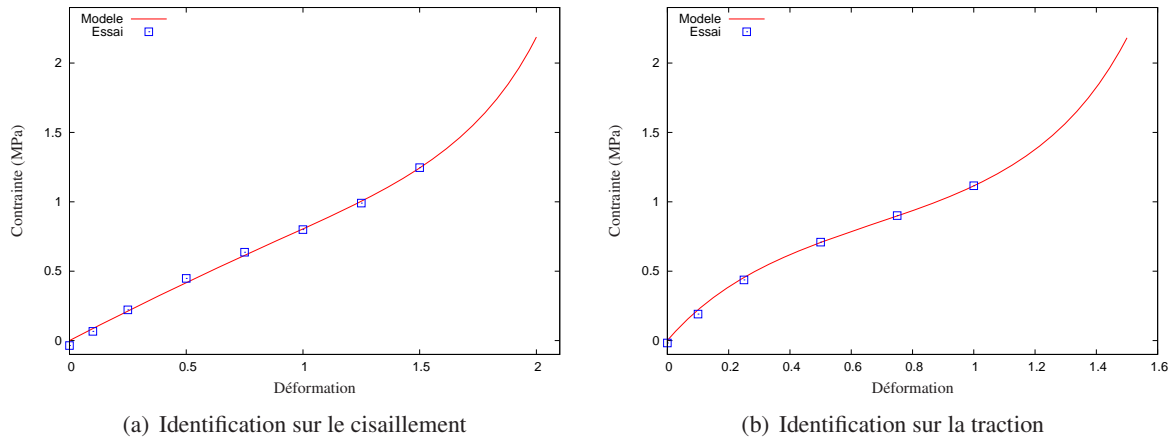 Modele
Essai
Contrainte (MPa)
2
1.5
1
0.5
0
0 0.5 1 1.5 2
Déformation
(a) Identification sur le cisaillement
Modele
Essai
Contrainte (MPa)
2
1.5
1
0.5
0
0 0.2 0.4 0.6 0.8 1.0 1.2 1.4 1.6
Déformation
(b) Identification sur la traction